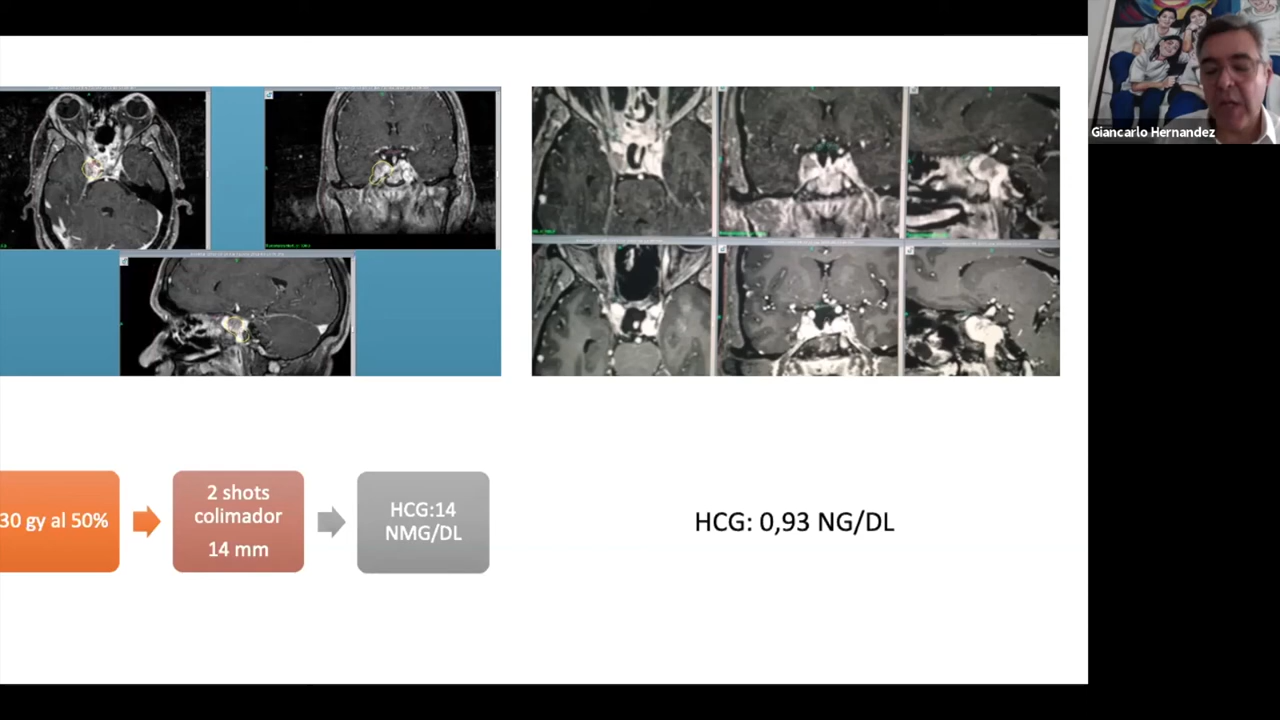 Giancarlo Hernandez
30 gy al 50%
2 shots
colimador
14 mm
HCG:14
NMG/DL
HCG: 0,93 NG/DL